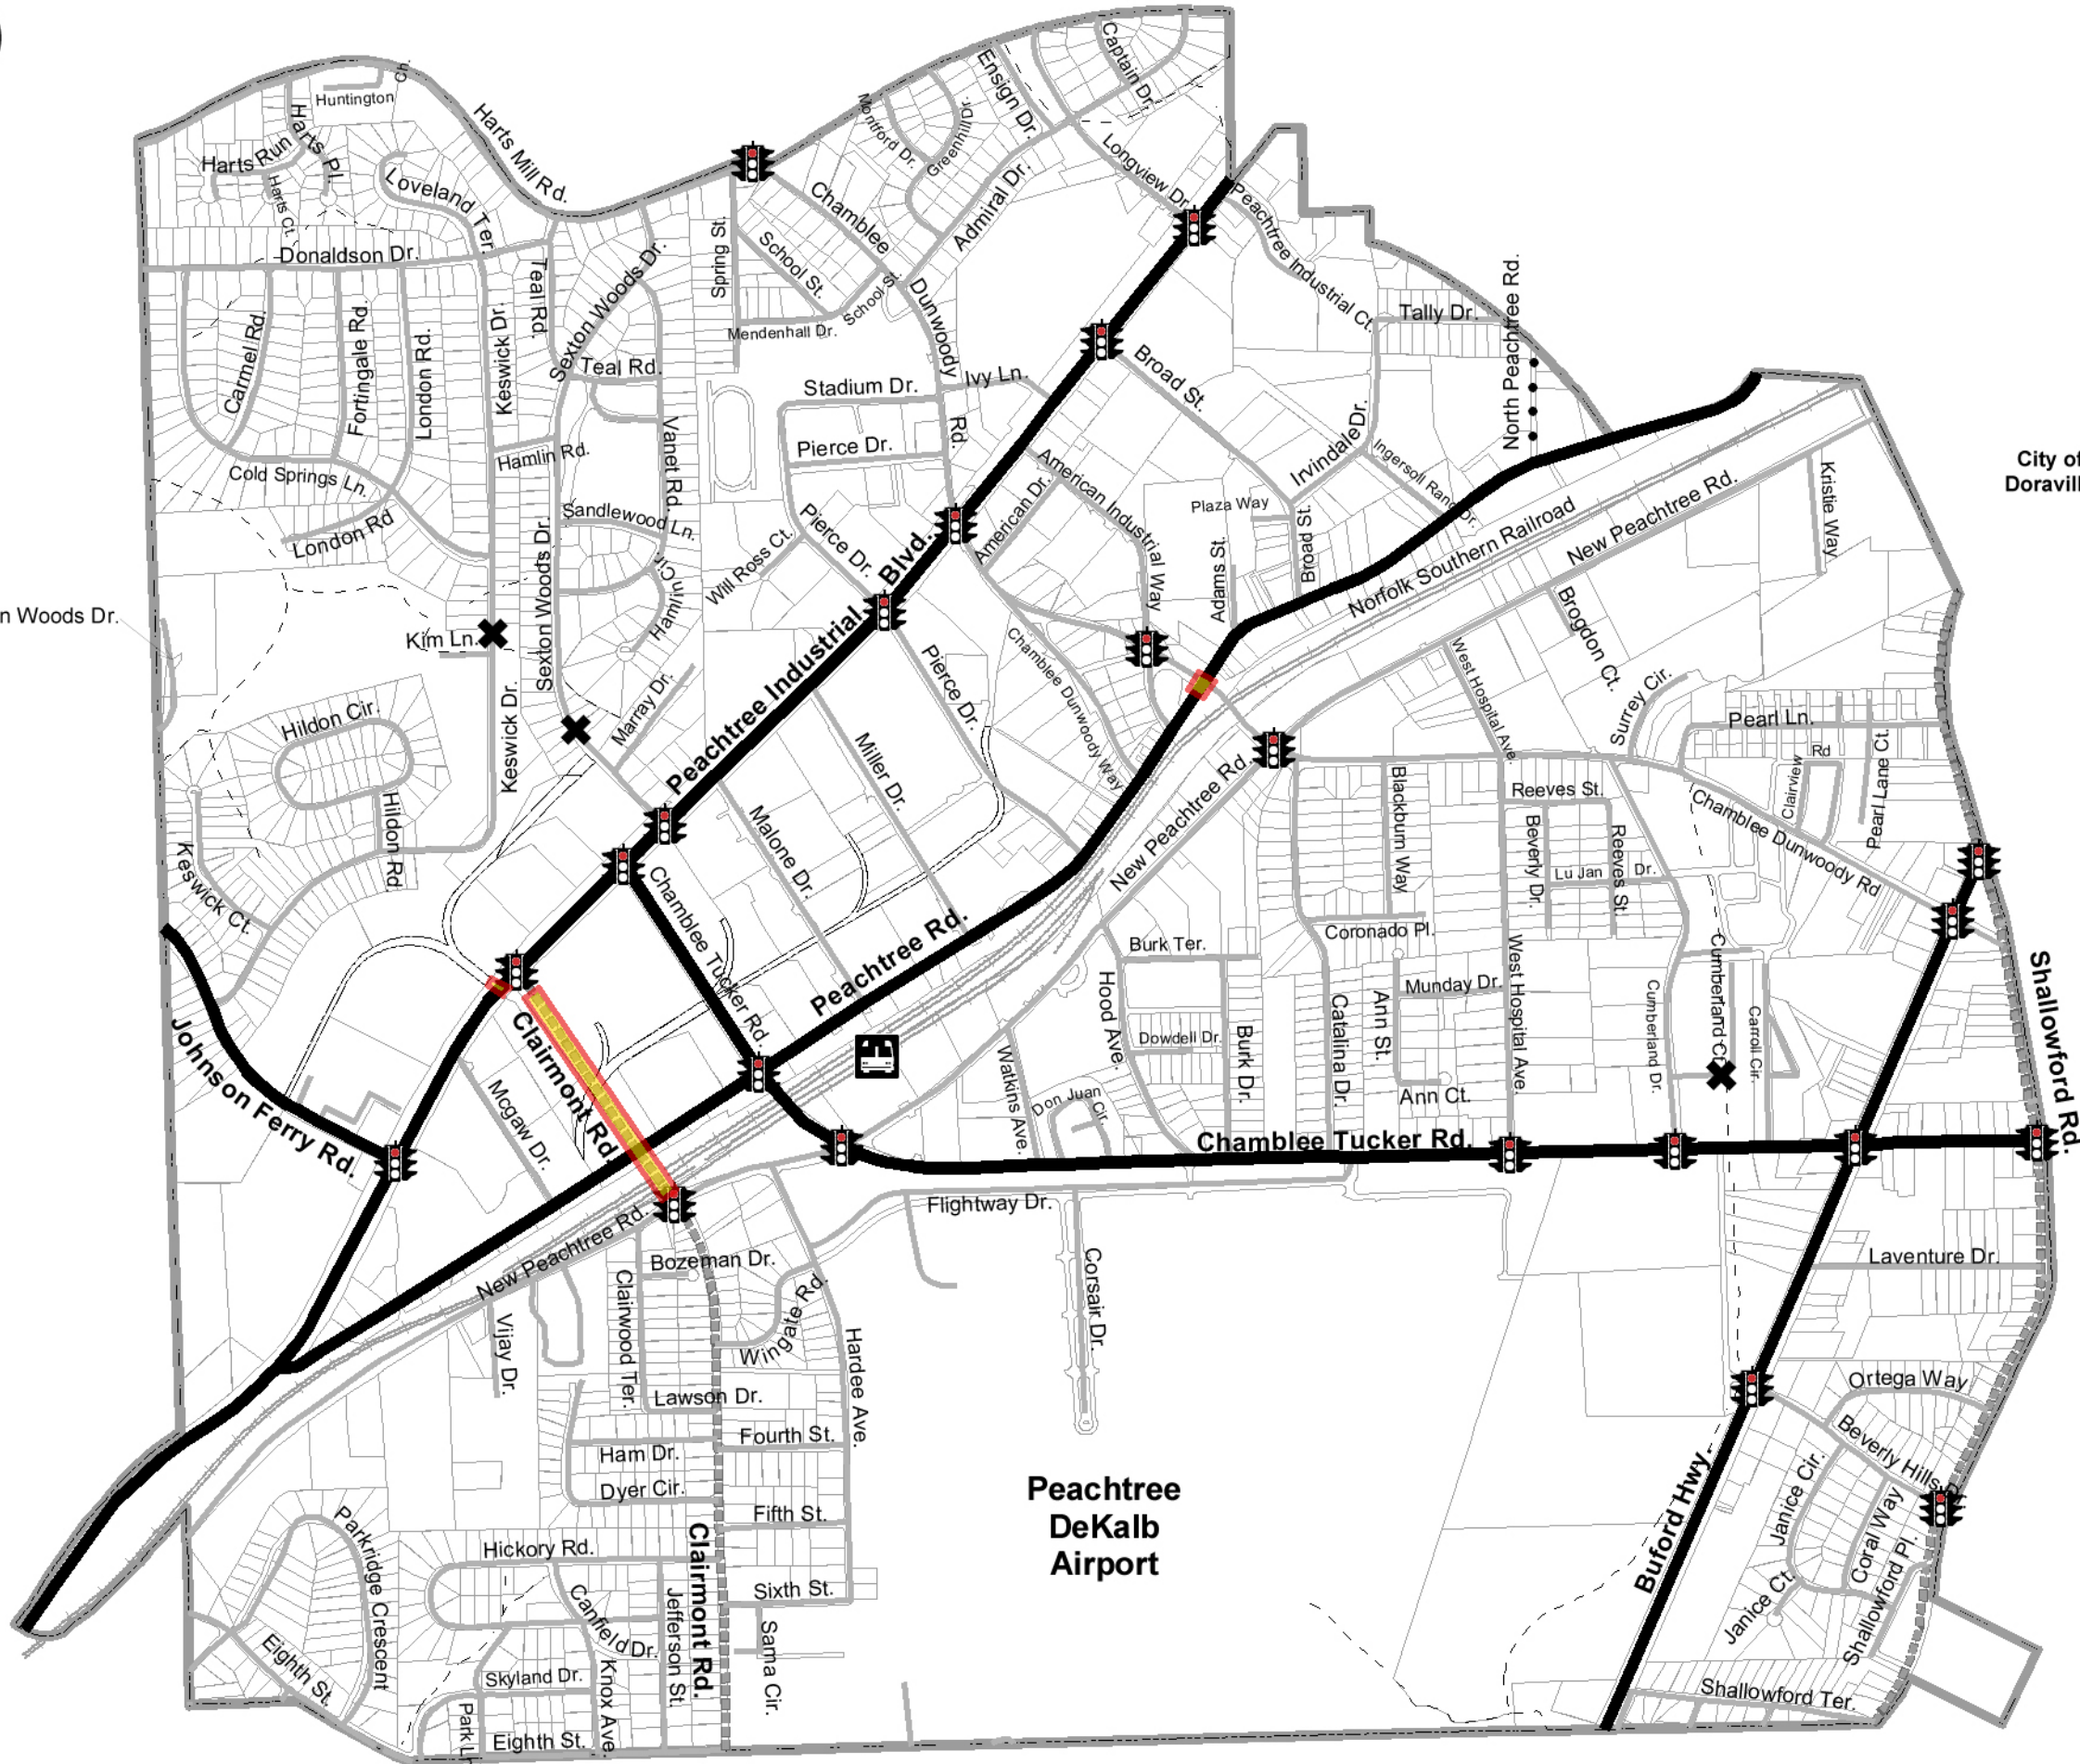 Captain Dr.
Ensign Dr.
Huntington
Ch.
Harts Mill Rd.
Montford Dr.
Greenhill Dr.
Harts Pl.
Harts Run
Harts Ct.
Loveland Ter.
Longview Dr.
Admiral Dr.
Chamblee
Dunwoody
Rd.
School St.
School St.
Spring St.
Mendenhall Dr.
Peachtree Industrial Ct.
Donaldson Dr.
Teal Rd.
Sexton Woods Dr.
Tally Dr.
North Peachtree Rd.
Carmel Rd.
Fortingale Rd.
London Rd.
Keswick Dr.
Teal Rd.
Stadium Dr.
Ivy Ln.
Broad St.
Vanet Rd.
Pierce Dr.
Hamlin Rd.
Irvindale Dr.
Ingersoll Rand Dr.
City of
Doravill
Cold Springs Ln.
London Rd
Sandlewood Ln.
American Industrial Way
American Dr.
Plaza Way
Broad St.
Adams St.
Kristie Way
New Peachtree Rd.
Norfolk Southern Railroad
Will Ross Ct.
Pierce Dr.
Hamlin Cir.
Sexton Woods Dr.
n Woods Dr.
Kim Ln.
Keswick Dr.
Marray Dr.
Peachtree Industrial Blvd.
Pierce Dr.
Chamblee Dunwoody Way
West Hospital Ave.
Brogdon Ct.
Surrey Cir.
Pearl Ln.
Clairview
Rd
Pearl Lane Ct.
Hildon Cir.
Hildon Rd
Keswick Ct.
Malone Dr.
Miller Dr.
New Peachtree Rd.
Blackburn Way
Reeves St.
Beverly Dr.
Reeves St.
Lu Jan Dr.
Chamblee Dunwoody Rd
Chamblee Tucker Rd.
Peachtree Rd.
Coronado Pl.
Burk Ter.
Hood Ave.
Munday Dr.
Ann St.
Catalina Dr.
West Hospital Ave.
Cumberland Dr.
Cumberland Cir.
Carroll Cir.
Shallowford Rd.
Johnson Ferry Rd.
Clairmont Rd.
Mcgaw Dr.
Watkins Ave.
Dowdell Dr.
Burk Dr.
Don Juan
Cir.
Ann Ct.
Chamblee Tucker Rd.
Flightway Dr.
Corsair Dr.
New Peachtree Rd.
Bozeman Dr.
Clairwood Ter.
Wingate Rd.
Vijay Dr.
Hardee Ave.
Lawson Dr.
Laventure Dr.
Ortega Way
Beverly Hills
Fourth St.
Ham Dr.
Dyer Cir.
Fifth St.
Peachtree
DeKalb
Airport
Buford Hwy.
Janice Cir.
Coral Way
Janice Ct.
Shallowford Pl.
Parkridge Crescent
Hickory Rd.
Clairmont Rd.
Sixth St.
Canfield Dr.
Jefferson St.
Sama Cir.
Eighth St.
Skyland Dr.
Knox Ave.
Park Ln
Eighth St.
Shallowford Ter.